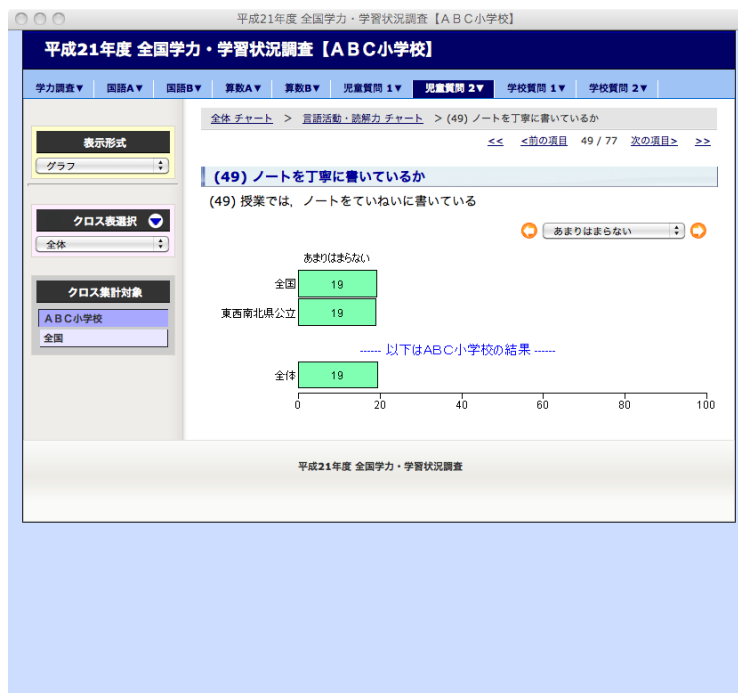 平成21年度 全国学力・学習状況調査【ＡＢＣ小学校】
平成21年度 全国学力・学習状況調査【ＡＢＣ小学校】
学力調査▼ 国語A▼ 国語B▼ 算数A▼ 算数B▼ 児童質問 1▼ 児童質問 2▼ 学校質問 1▼ 学校質問 2▼
全体 チャート > 言語活動・読解力 チャート > (49) ノートを丁寧に書いているか
<< <前の項目 49 / 77 次の項目> >>
表示形式
グラフ
クロス表選択
全体
クロス集計対象
ＡＢＣ小学校
全国
(49) ノートを丁寧に書いているか
(49) 授業では，ノートをていねいに書いている
あまりはまらない
あまりはまらない
全国 19
東西南北県公立 19
------ 以下はＡＢＣ小学校の結果 ------
全体 19
0 20 40 60 80 100
平成21年度 全国学力・学習状況調査